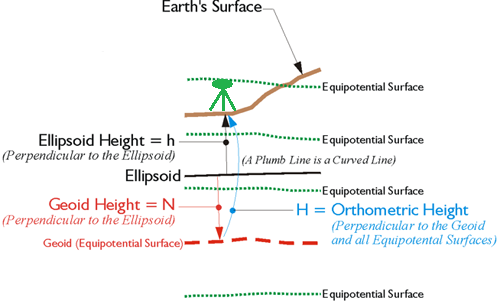 Earth's Surface
Equipotential Surface
Equipotential Surface
Ellipsoid Height = h
(Perpendicular to the Ellipsoid)
(A Plumb Line is a Curved Line)
Ellipsoid
Equipotential Surface
Geoid Height = N
(Perpendicular to the Ellipsoid)
H = Orthometric Height
(Perpendicular to the Geoid
and all Equipotental Surfaces)
Geoid (Equipotential Surface)
Equipotential Surface